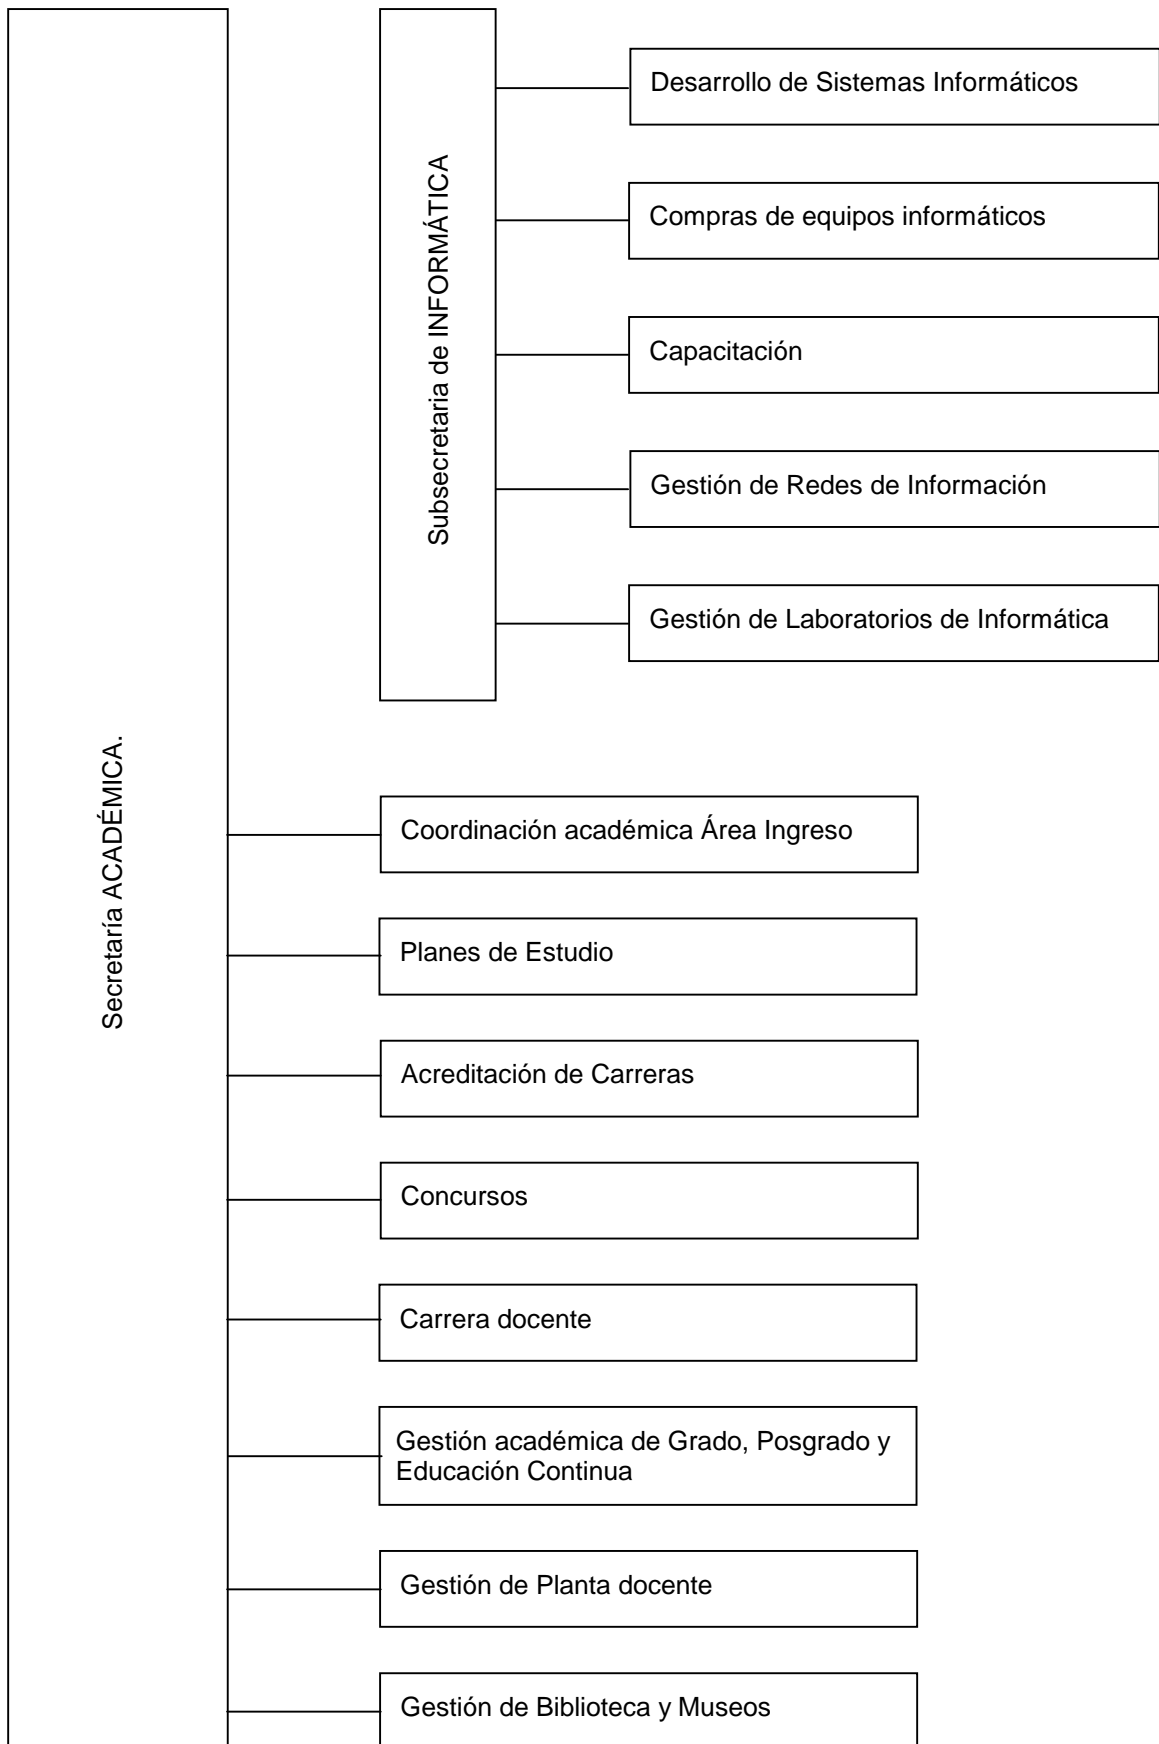 Secretaría ACADÉMICA.
Subsecretaria de INFORMÁTICA
Desarrollo de Sistemas Informáticos
Compras de equipos informáticos
Capacitación
Gestión de Redes de Información
Gestión de Laboratorios de Informática
Coordinación académica Área Ingreso
Planes de Estudio
Acreditación de Carreras
Concursos
Carrera docente
Gestión académica de Grado, Posgrado y
Educación Continua
Gestión de Planta docente
Gestión de Biblioteca y Museos